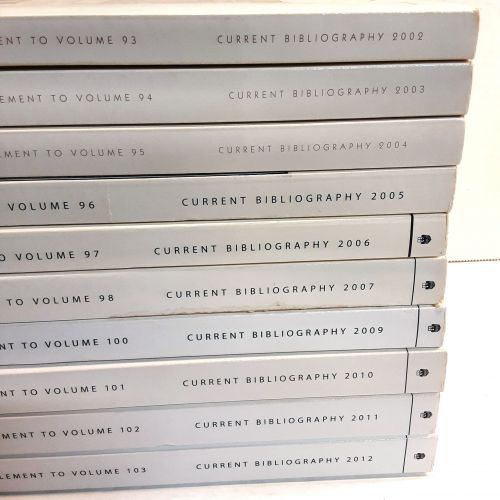 MENT TO VOLUME 93 CURRENT BIBLIOGRAPHY 2002
LEMENT TO VOLUME 94 CURRENT BIBLIOGRAPHY 2003
EMENT TO VOLUME 95 CURRENT BIBLIOGRAPHY 2004
VOLUME 96 CURRENT BIBLIOGRAPHY 2005
TO VOLUME 97 CURRENT BIBLIOGRAPHY 2006
TO VOLUME 98 CURRENT BIBLIOGRAPHY 2007
ENT TO VOLUME 100 CURRENT BIBLIOGRAPHY 2009
ENT TO VOLUME 101 CURRENT BIBLIOGRAPHY 2010
EMENT TO VOLUME 102 CURRENT BIBLIOGRAPHY 2011
LEMENT TO VOLUME 103 CURRENT BIBLIOGRAPHY 2012